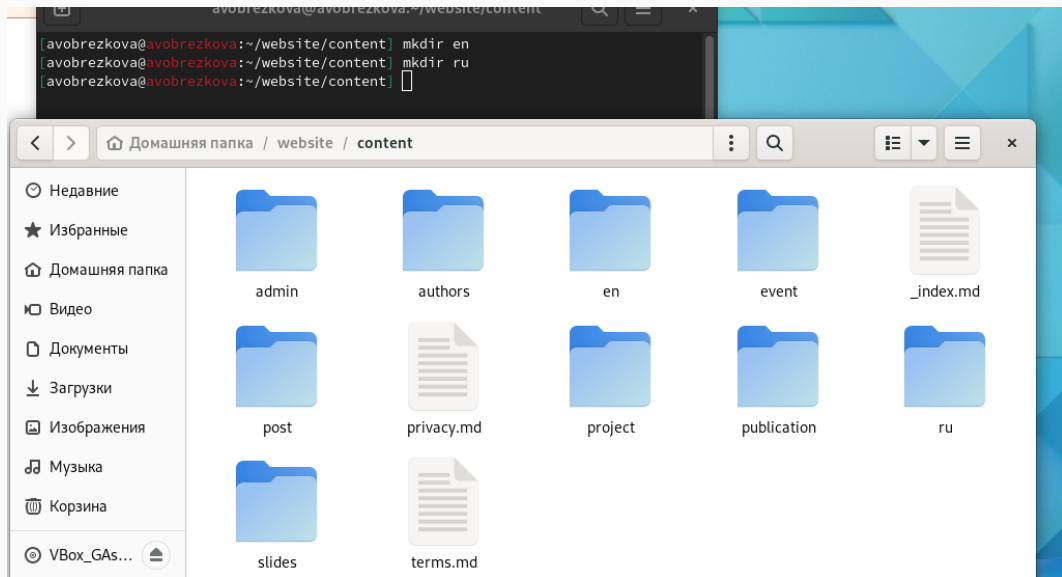 avobrezkova@avobrezkova:~/website/content
[avobrezkova@avobrezkova:~/website/content] mkdir en
[avobrezkova@avobrezkova:~/website/content] mkdir ru
[avobrezkova@avobrezkova:~/website/content]
Домашняя папка / website / content
Недавние
Избранные
Домашняя папка
Видео
Документы
Загрузки
Изображения
Музыка
Корзина
VBox_GAs...
admin authors en event _index.md
post privacy.md project publication ru
slides terms.md